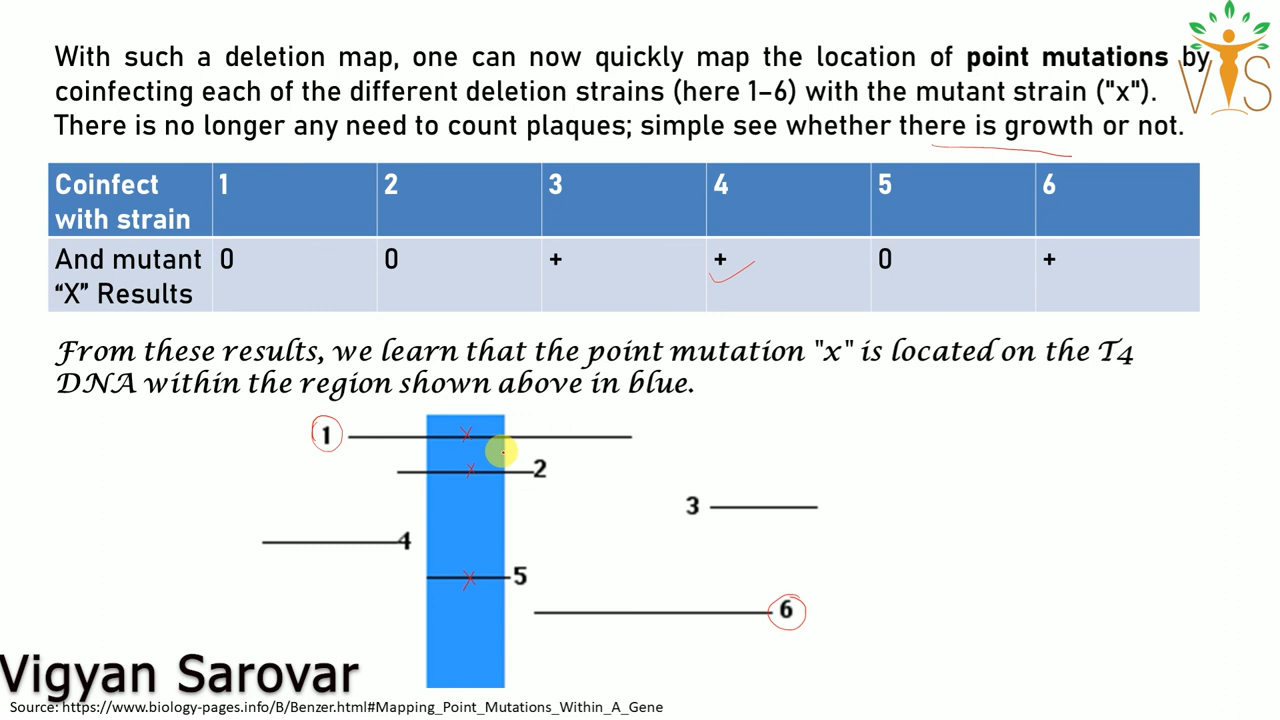 With such a deletion map, one can now quickly map the location of point mutations by
coinfecting each of the different deletion strains (here 1–6) with the mutant strain ("x").
There is no longer any need to count plaques; simple see whether there is growth or not.
VIS
Coinfect with strain 1 2 3 4 5 6
And mutant “X” Results 0 0 + + 0 +
From these results, we learn that the point mutation "x" is located on the T4
DNA within the region shown above in blue.
1
2
3
4
5
6
Vigyan Sarovar
Source: https://www.biology-pages.info/B/Benzer.html#Mapping_Point_Mutations_Within_A_Gene